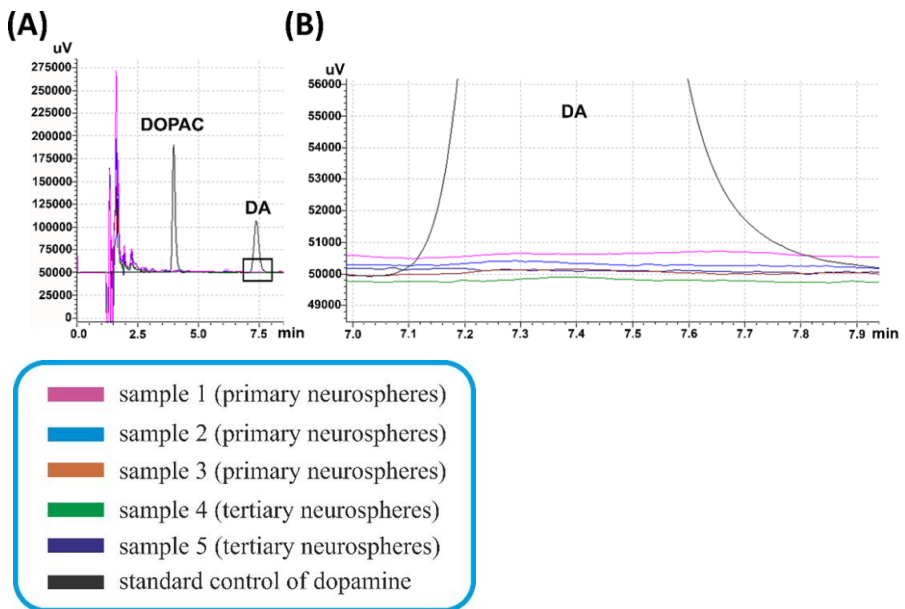 (A)
(B)
uV
275000
250000
225000
200000
175000
150000
125000
100000
75000
50000
25000
0
DOPAC
DA
0.0 2.5 5.0 7.5 min
uV
56000
55000
54000
53000
52000
51000
50000
49000
DA
7.0 7.1 7.2 7.3 7.4 7.5 7.6 7.7 7.8 7.9 min
sample 1 (primary neurospheres)
sample 2 (primary neurospheres)
sample 3 (primary neurospheres)
sample 4 (tertiary neurospheres)
sample 5 (tertiary neurospheres)
standard control of dopamine